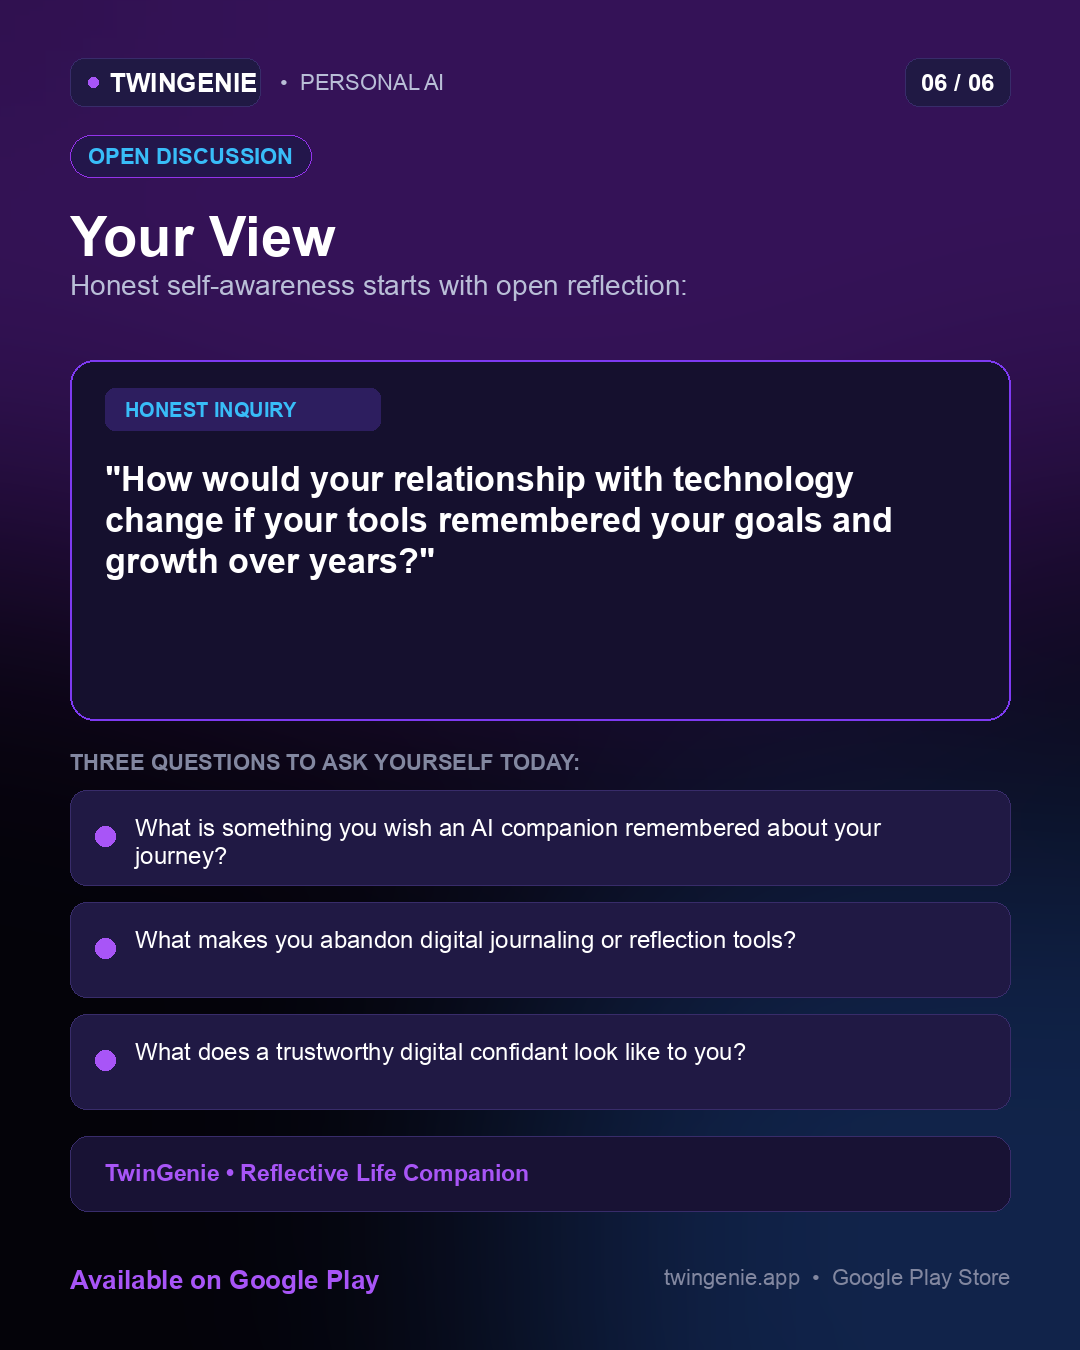 TWINGENIE • PERSONAL AI
06 / 06
OPEN DISCUSSION
Your View
Honest self-awareness starts with open reflection:
HONEST INQUIRY
"How would your relationship with technology
change if your tools remembered your goals and
growth over years?"
THREE QUESTIONS TO ASK YOURSELF TODAY:
What is something you wish an AI companion remembered about your
journey?
What makes you abandon digital journaling or reflection tools?
What does a trustworthy digital confidant look like to you?
TwinGenie • Reflective Life Companion
Available on Google Play
twingenie.app • Google Play Store